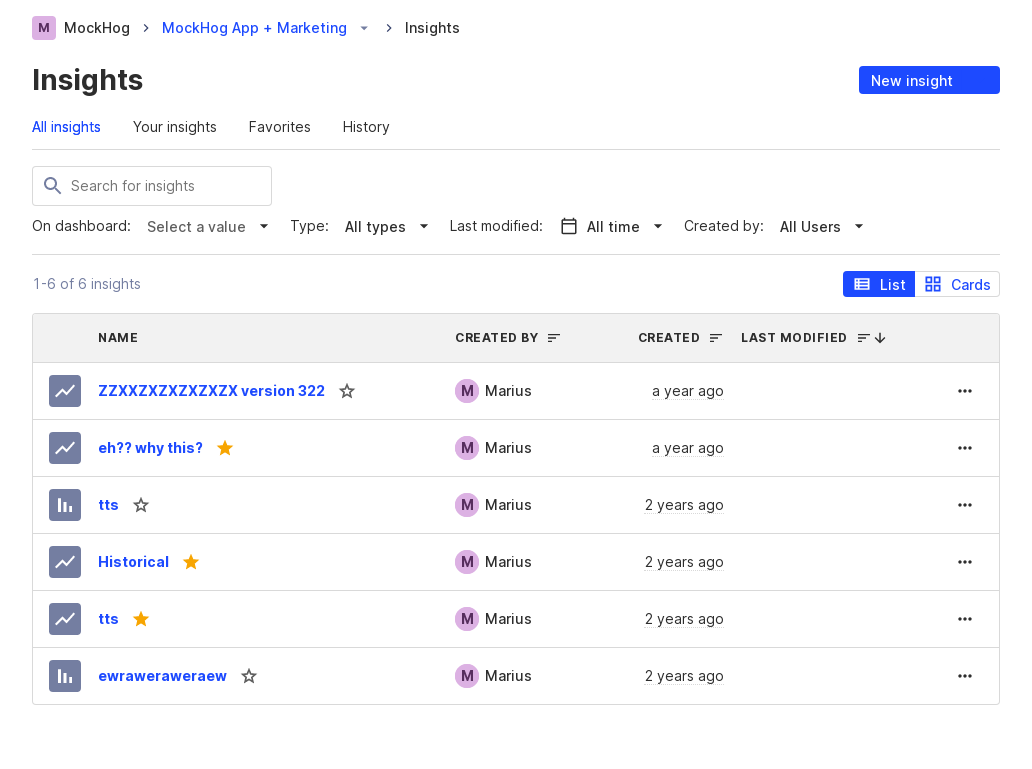 M MockHog MockHog App + Marketing Insights
Insights
New insight
All insights Your insights Favorites History
Search for insights
On dashboard: Select a value Type: All types Last modified: All time Created by: All Users
1-6 of 6 insights
List Cards
NAME CREATED BY CREATED LAST MODIFIED
ZZXXZXZXZXZXZX version 322 M Marius a year ago
eh?? why this? M Marius a year ago
tts M Marius 2 years ago
Historical M Marius 2 years ago
tts M Marius 2 years ago
ewraweraweraew M Marius 2 years ago